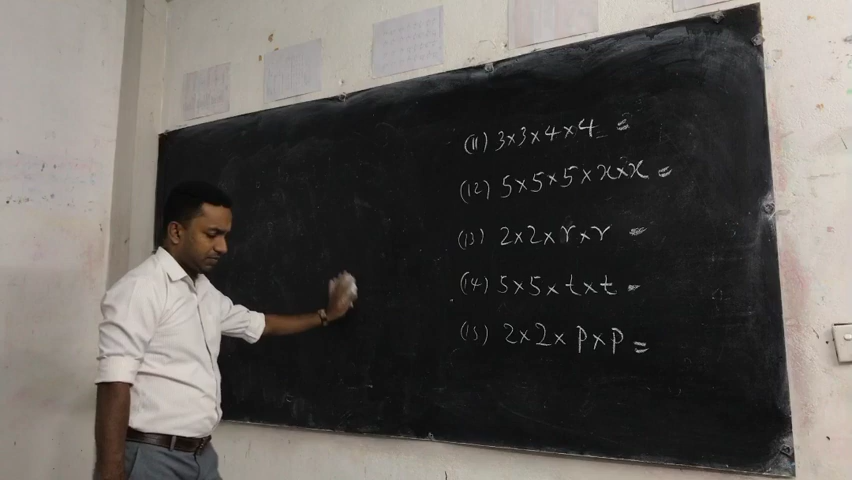 (11) 3×3×4×4 =
(12) 5×5×5×x×x =
(13) 2×2×r×r =
(14) 5×5×t×t =
(15) 2×2×p×p =